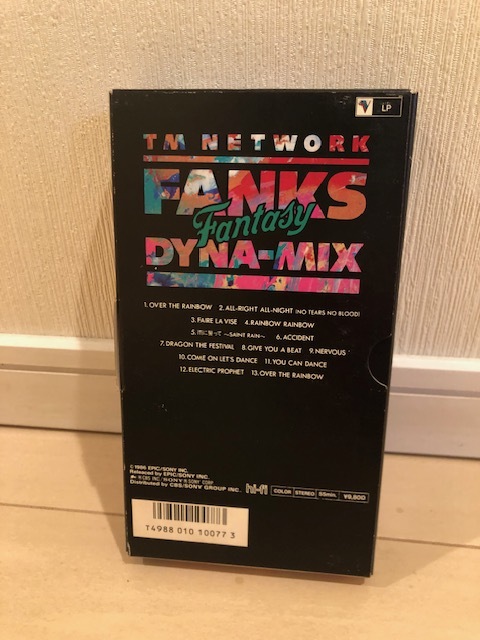 LP
TM NETWORK
FANKS
Fantasy
DYNA-MIX
1. OVER THE RAINBOW 2. ALL-RIGHT ALL-NIGHT (NO TEARS NO BLOOD)
3. FAIRE LA VISE 4. RAINBOW RAINBOW
5. 雨に誓って 〜SAINT RAIN〜 6. ACCIDENT
7. DRAGON THE FESTIVAL 8. GIVE YOU A BEAT 9. NERVOUS
10. COME ON LET'S DANCE 11. YOU CAN DANCE
12. ELECTRIC PROPHET 13. OVER THE RAINBOW
© 1986 EPIC/SONY INC.
Released by EPIC/SONY INC.
CBS INC. SONY CORP
Distributed by CBS/SONY GROUP INC.
hi-fi COLOR STEREO 55min. ¥9,800
T4988 010 10077 3